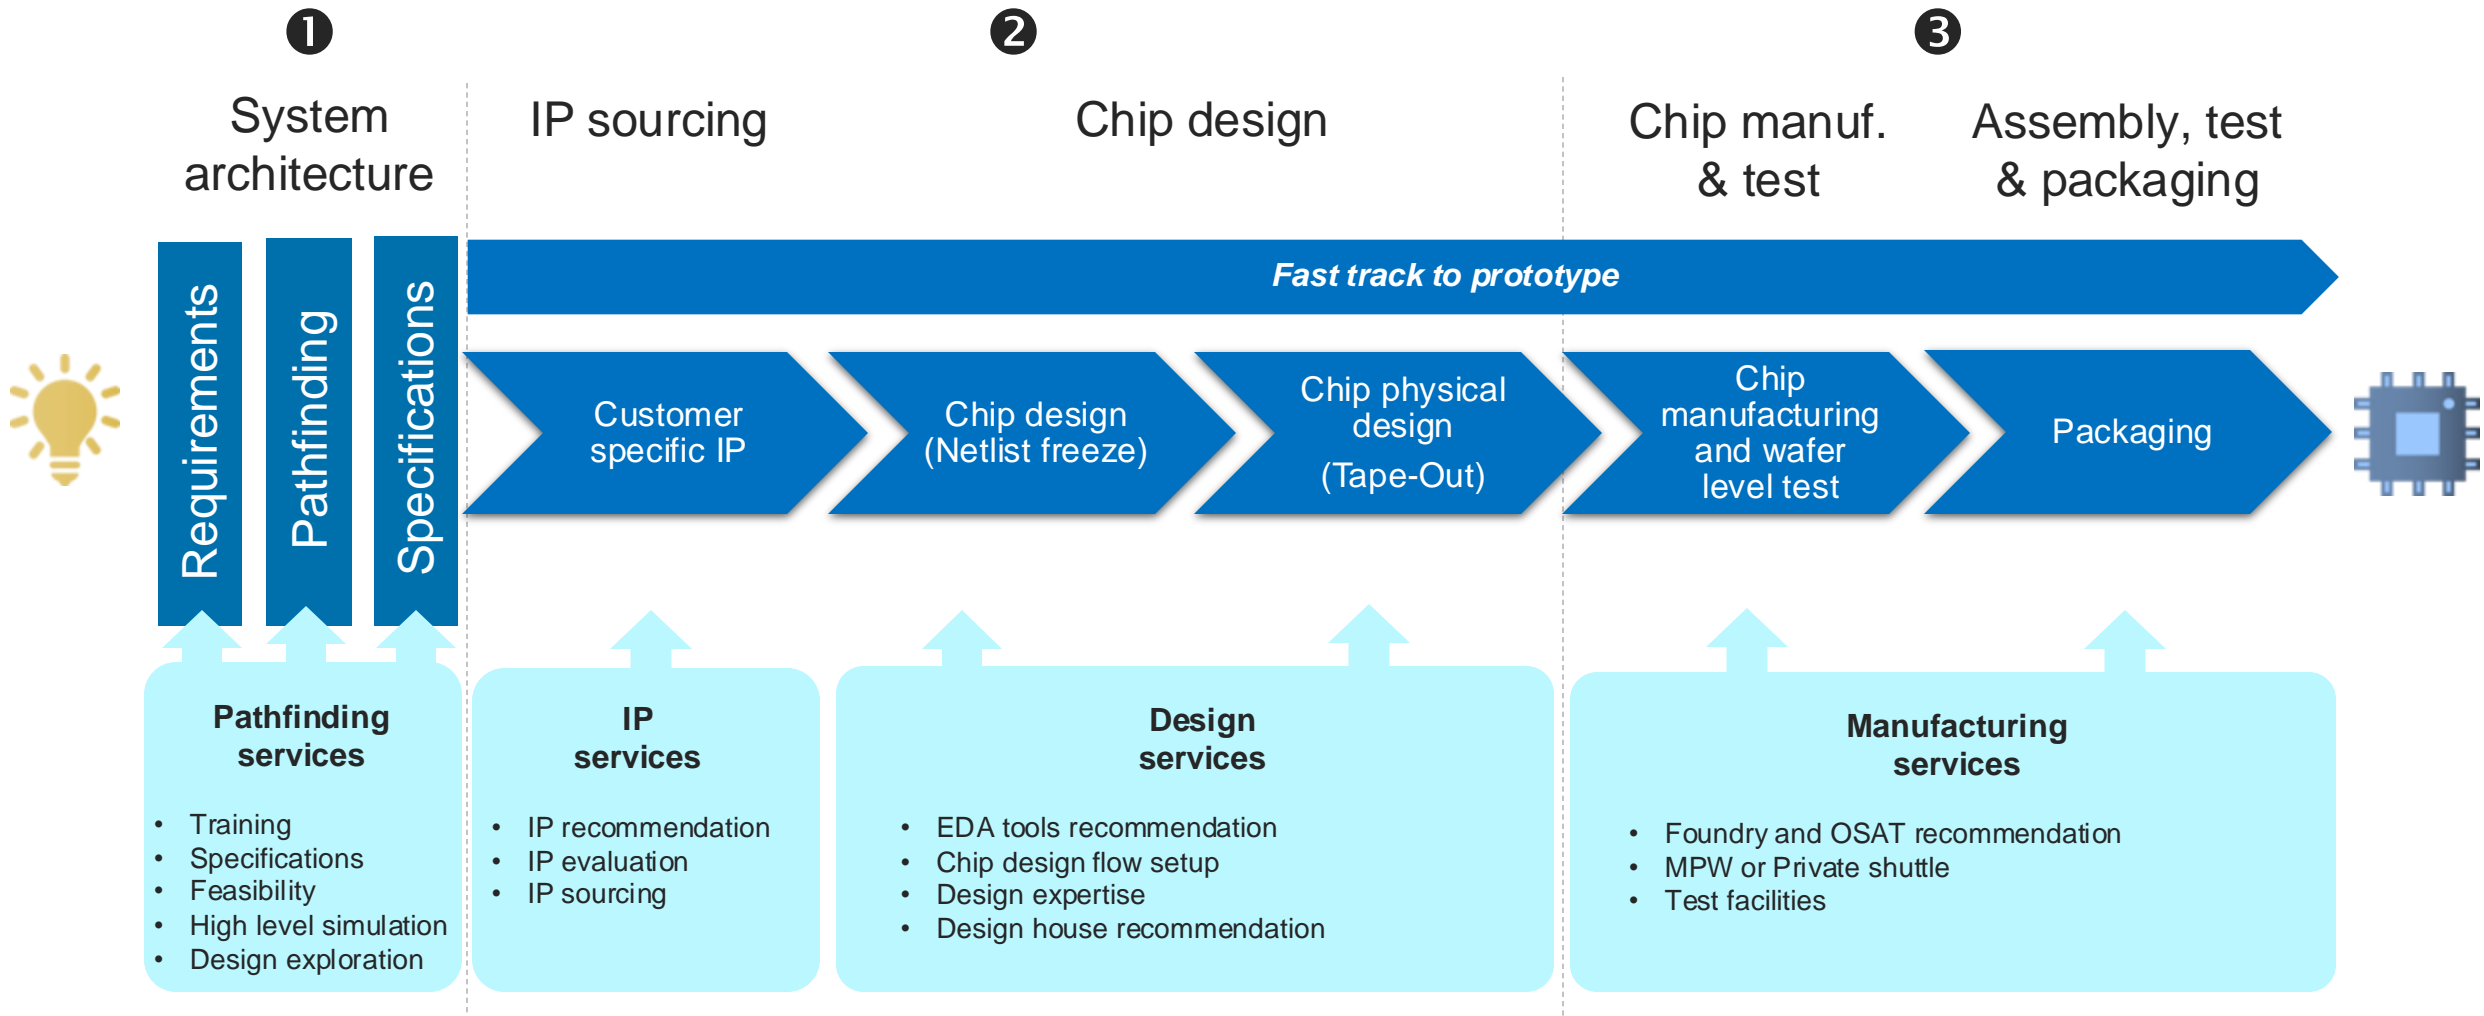 1
2
3
System
architecture
IP sourcing
Chip design
Chip manuf.
& test
Assembly, test
& packaging
Fast track to prototype
Requirements
Pathfinding
Specifications
Customer
specific IP
Chip design
(Netlist freeze)
Chip physical
design
(Tape-Out)
Chip
manufacturing
and wafer
level test
Packaging
Pathfinding
services
• Training
• Specifications
• Feasibility
• High level simulation
• Design exploration
IP
services
• IP recommendation
• IP evaluation
• IP sourcing
Design
services
• EDA tools recommendation
• Chip design flow setup
• Design expertise
• Design house recommendation
Manufacturing
services
• Foundry and OSAT recommendation
• MPW or Private shuttle
• Test facilities